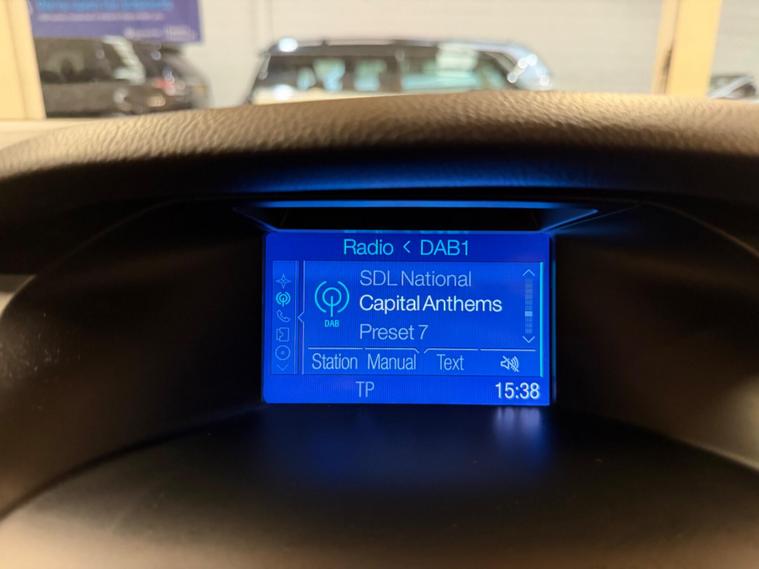 Radio < DAB1
SDL National
Capital Anthems
DAB
Preset 7
Station Manual Text
TP 15:38